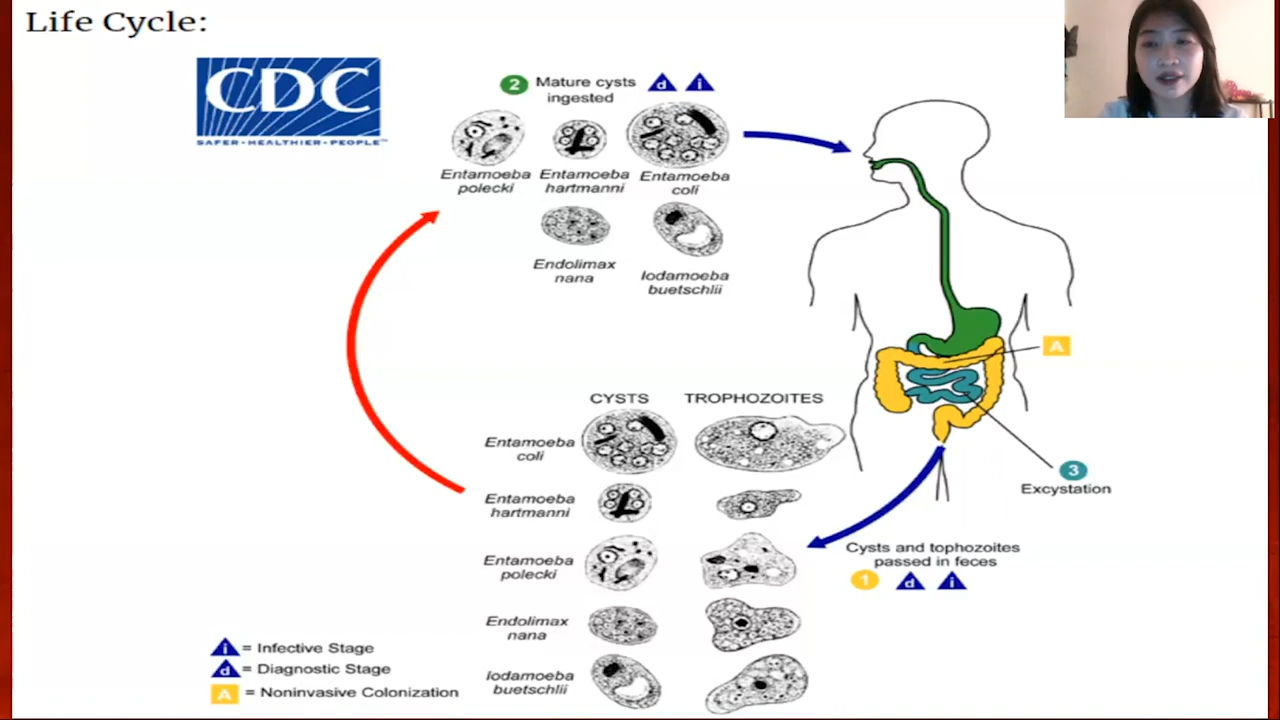 Life Cycle:
CDC
SAFER·HEALTHIER·PEOPLE™
2 Mature cysts d i
ingested
Entamoeba polecki
Entamoeba hartmanni
Entamoeba coli
Endolimax nana
Iodamoeba buetschlii
A
3
Excystation
CYSTS TROPHOZOITES
Entamoeba
coli
Entamoeba
hartmanni
Entamoeba
polecki
Endolimax
nana
Iodamoeba
buetschlii
Cysts and tophozoites
passed in feces
1 d i
i = Infective Stage
d = Diagnostic Stage
A = Noninvasive Colonization